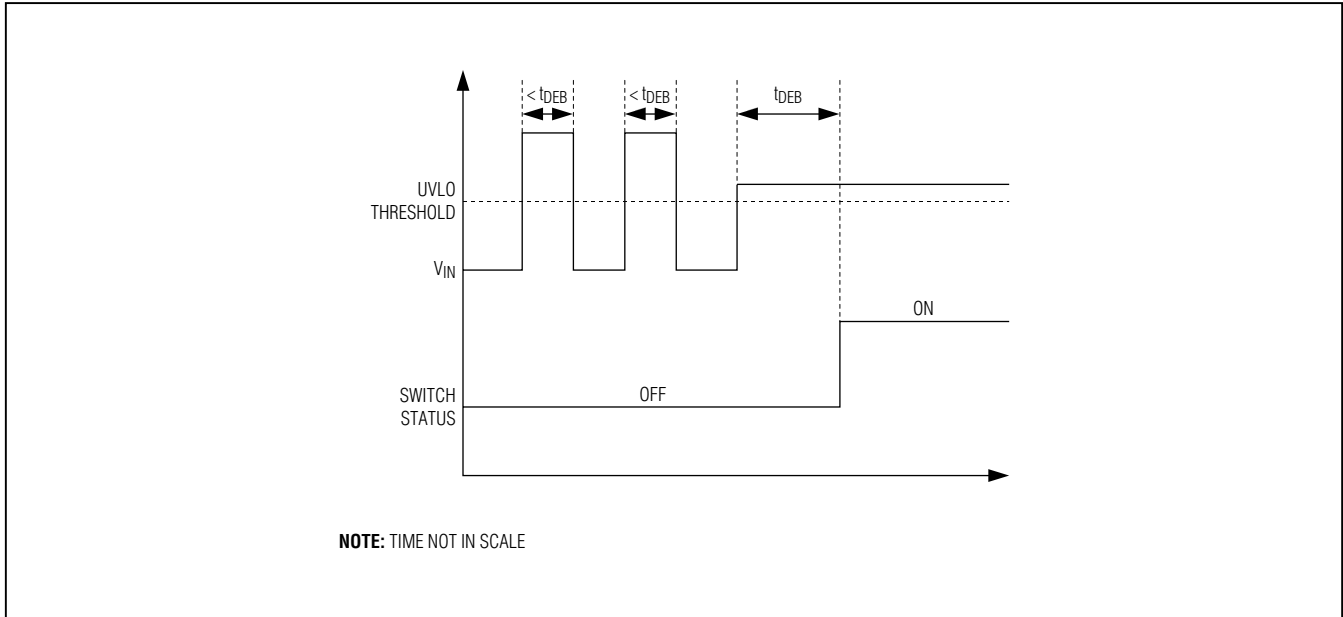 < tDEB
< tDEB
tDEB
UVLO
THRESHOLD
VIN
ON
SWITCH
STATUS
OFF
NOTE: TIME NOT IN SCALE